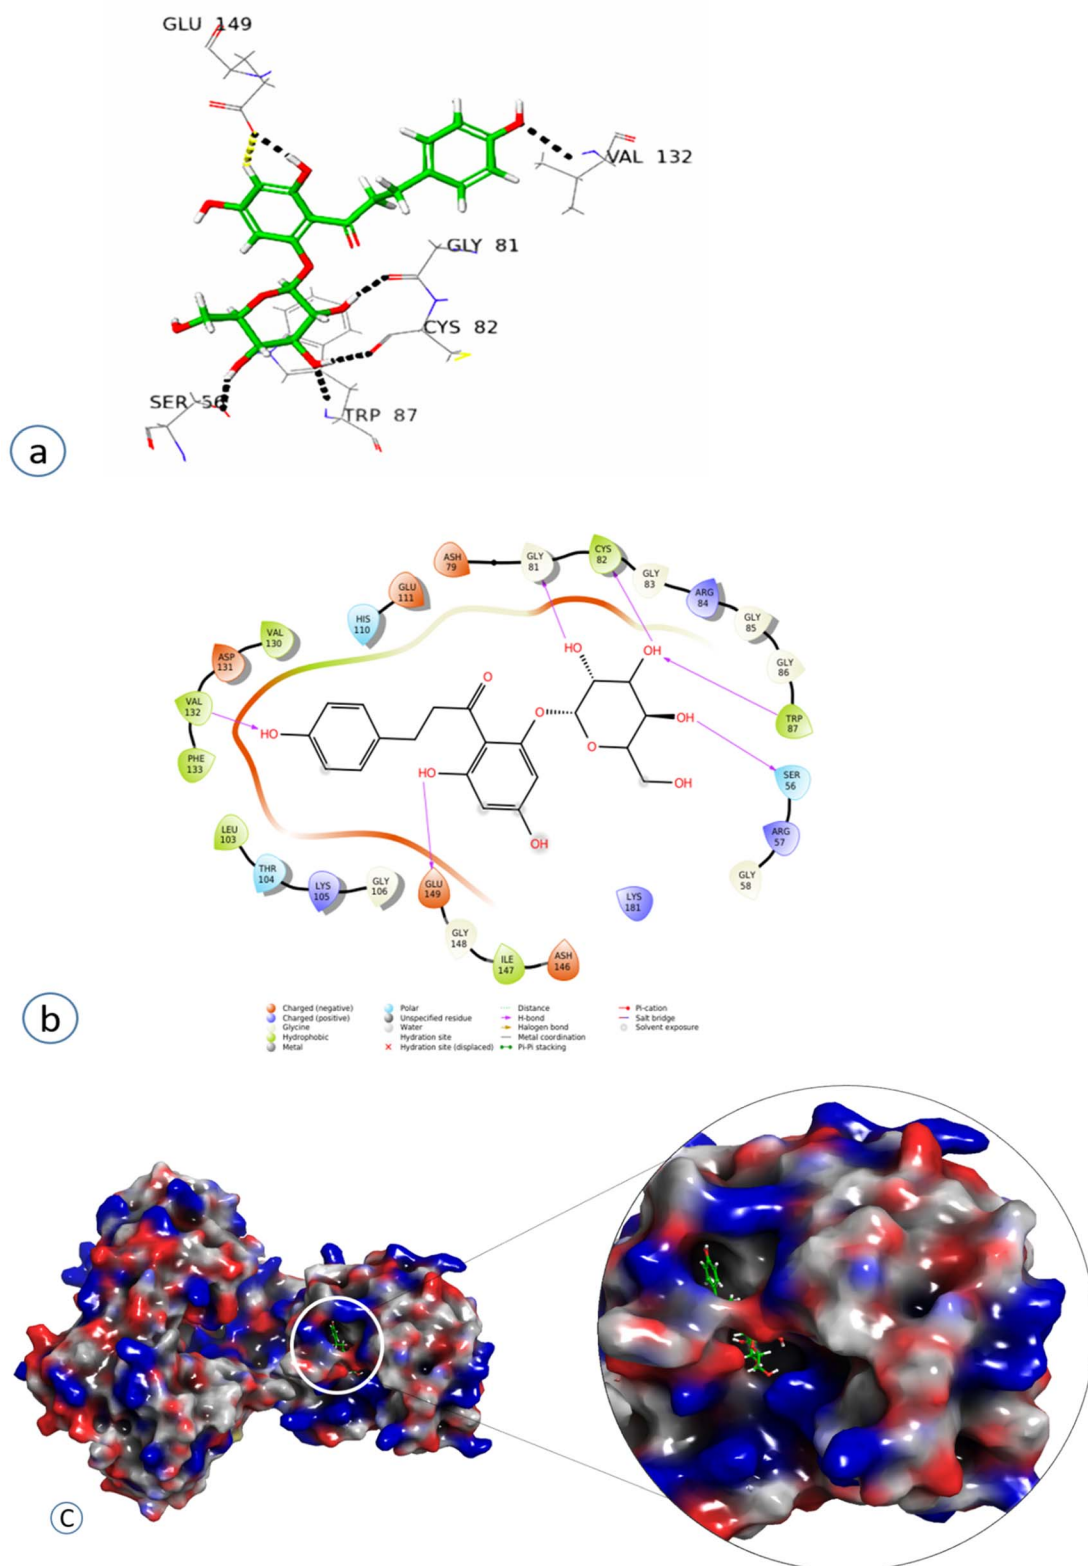 GLU 149
VAL 132
GLY 81
CYS 82
SER 56
TRP 87
a
ASH
79
GLY
81
CYS
82
GLY
83
ARG
84
GLY
85
GLY
86
TRP
87
GLU
111
HIS
110
VAL
130
ASP
131
VAL
132
PHE
133
O
HO
OH
HO
O
OH
O
OH
HO
OH
SER
56
ARG
57
GLY
58
LEU
103
THR
104
LYS
105
GLY
106
GLU
149
GLY
148
ILE
147
ASH
146
LYS
181
b
Charged (negative)
Charged (positive)
Glycine
Hydrophobic
Metal
Polar
Unspecified residue
Water
Hydration site
Hydration site (displaced)
Distance
H-bond
Halogen bond
Metal coordination
Pi-Pi stacking
Pi-cation
Salt bridge
Solvent exposure
C